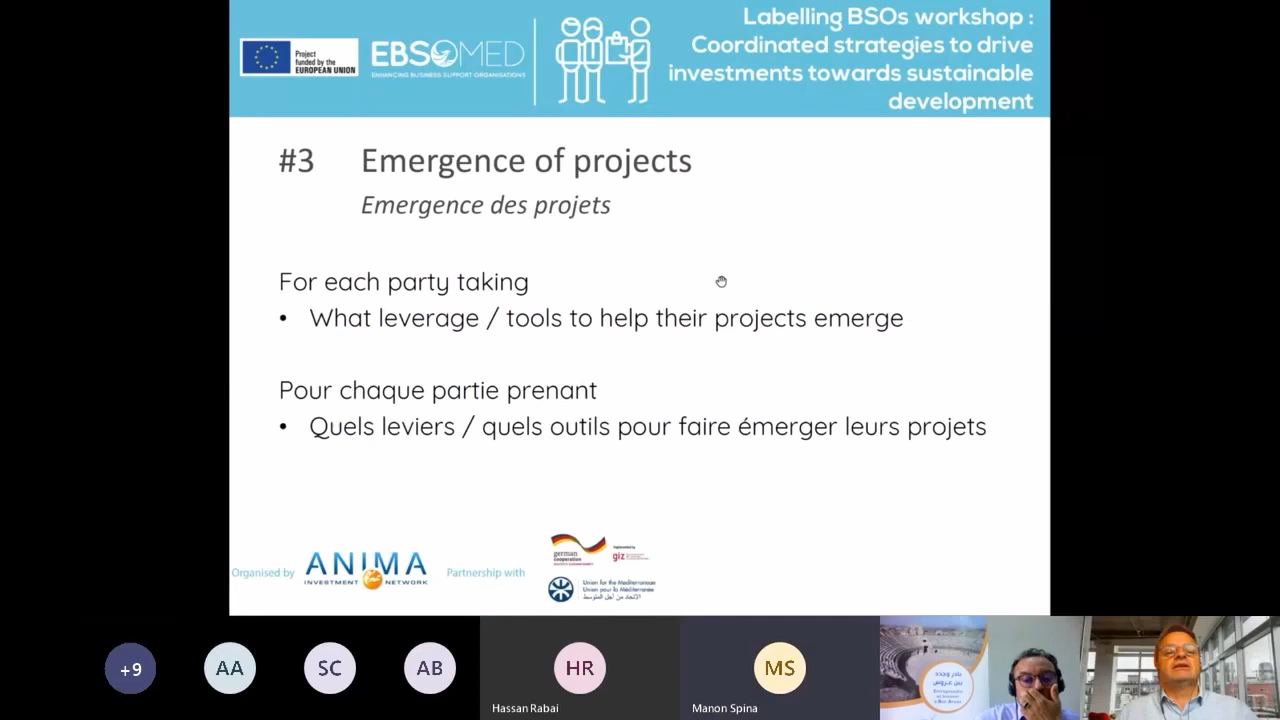 Labelling BSOs workshop :
Coordinated strategies to drive
investments towards sustainable
development
Project
funded by the
EUROPEAN UNION
EBSOMED
ENHANCING BUSINESS SUPPORT ORGANISATIONS
#3 Emergence of projects
Emergence des projets
For each party taking
• What leverage / tools to help their projects emerge
Pour chaque partie prenant
• Quels leviers / quels outils pour faire émerger leurs projets
Organised by
ANIMA
INVESTMENT NETWORK
Partnership with
german
cooperation
Implemented by
giz
Union for the Mediterranean
Union pour la Méditerranée
الاتحاد من أجل المتوسط
+9
AA
SC
AB
HR
MS
Hassan Rabai
Manon Spina
بن عروس